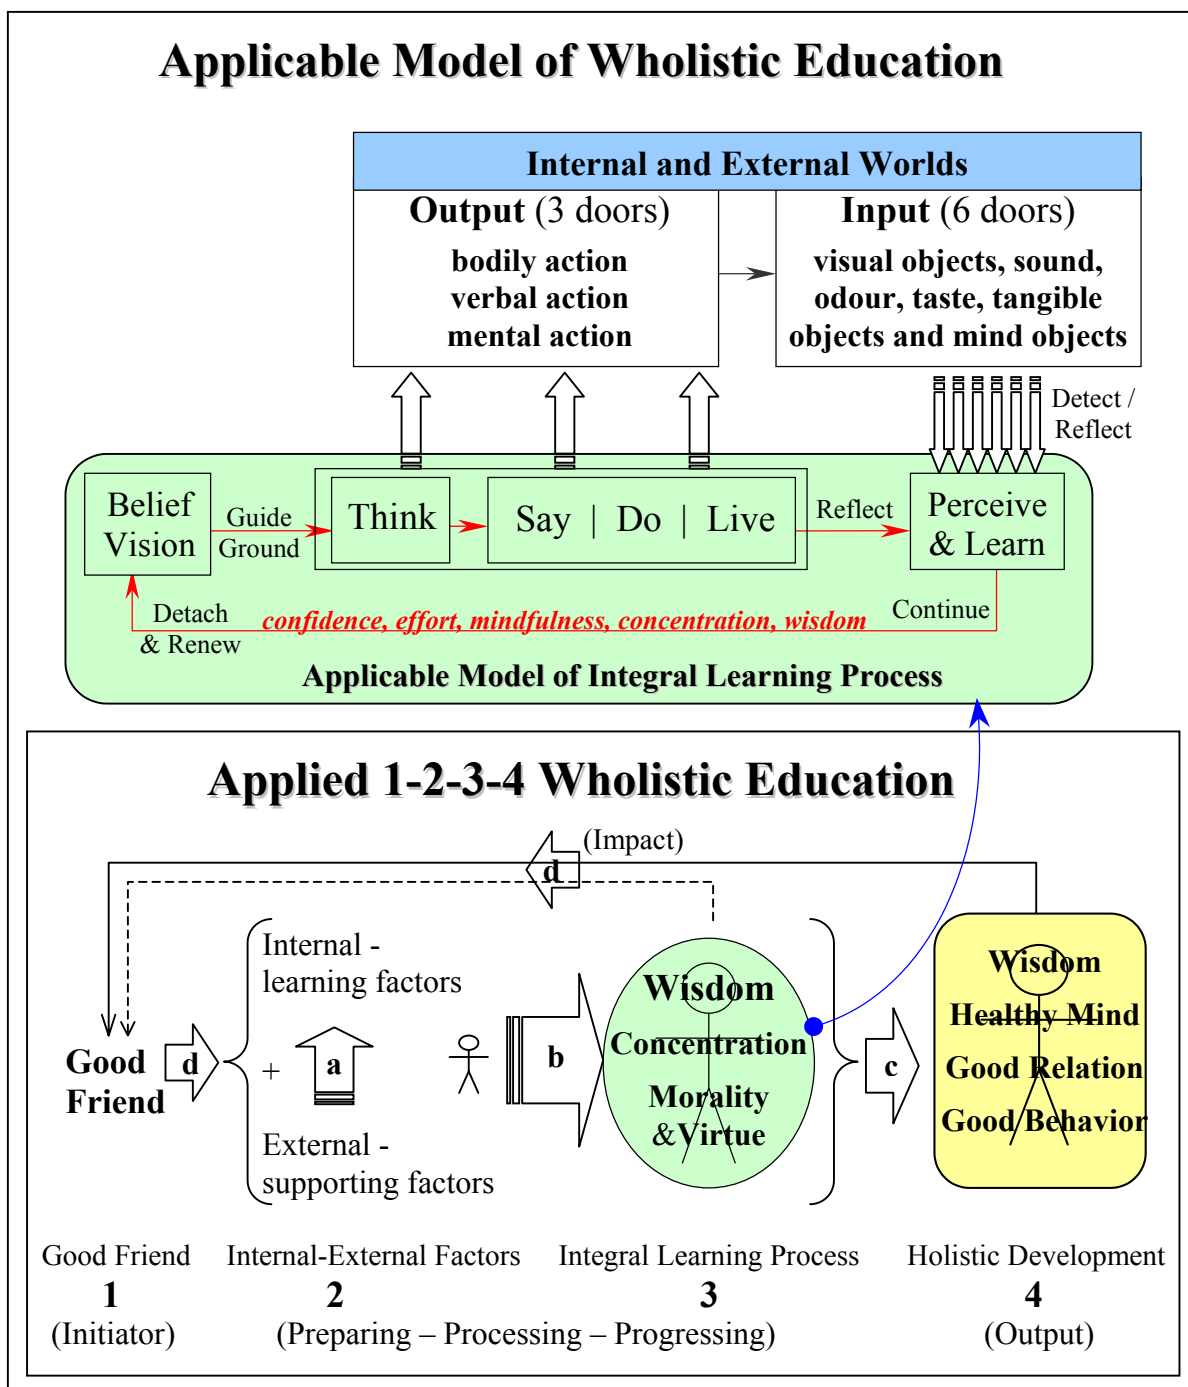 Applicable Model of Wholistic Education
Internal and External Worlds
Output (3 doors)
bodily action
verbal action
mental action
Input (6 doors)
visual objects, sound,
odour, taste, tangible
objects and mind objects
Detect /
Reflect
Belief
Vision
Guide
Ground
Think
Say | Do | Live
Reflect
Perceive
& Learn
Detach
& Renew
confidence, effort, mindfulness, concentration, wisdom
Continue
Applicable Model of Integral Learning Process
Applied 1-2-3-4 Wholistic Education
(Impact)
d
Good
Friend
d
Internal -
learning factors
+
a
External -
supporting factors
b
Wisdom
Concentration
Morality
&Virtue
c
Wisdom
Healthy Mind
Good Relation
Good Behavior
Good Friend
1
(Initiator)
Internal-External Factors
2
Integral Learning Process
3
(Preparing – Processing – Progressing)
Holistic Development
4
(Output)